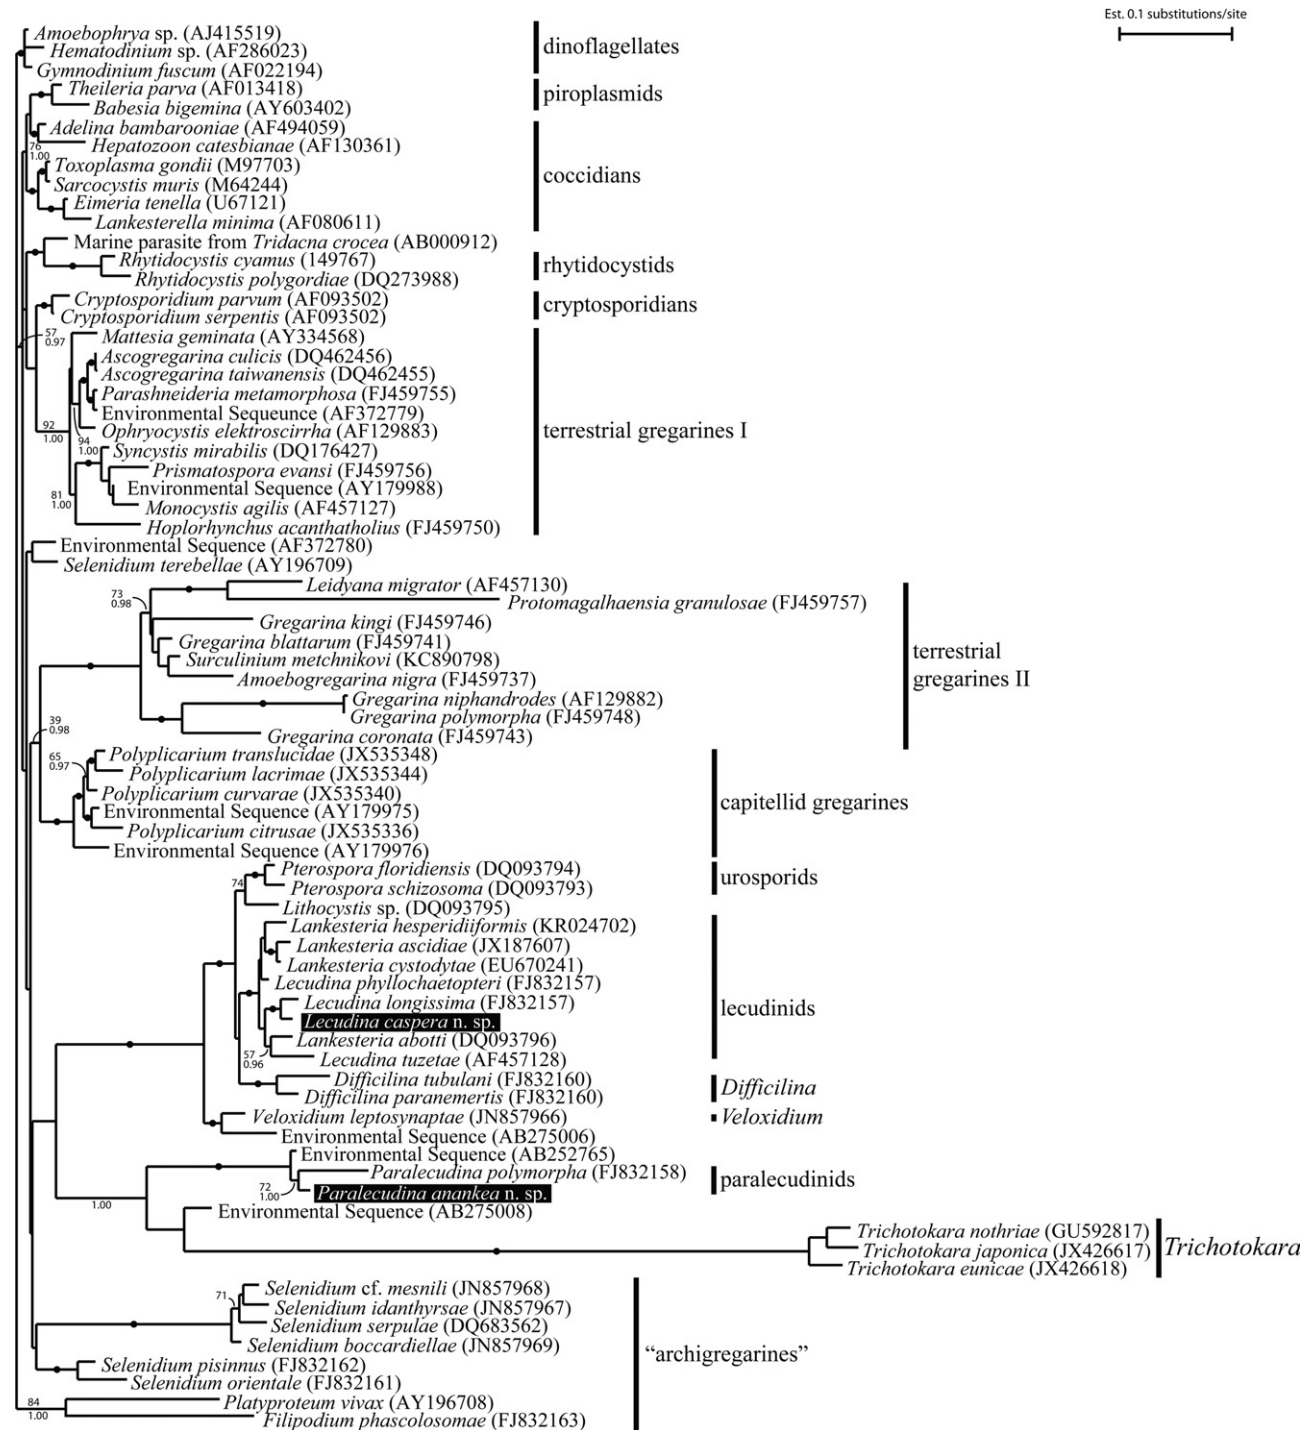 Est. 0.1 substitutions/site
Amoebophrya sp. (AJ415519)
Hematodinium sp. (AF286023)
Gymnodinium fuscum (AF022194)
dinoflagellates
Theileria parva (AF013418)
Babesia bigemina (AY603402)
piroplasmids
Adelina bambarooniae (AF494059)
Hepatozoon catesbianae (AF130361)
76
1.00
Toxoplasma gondii (M97703)
Sarcocystis muris (M64244)
Eimeria tenella (U67121)
Lankesterella minima (AF080611)
coccidians
Marine parasite from Tridacna crocea (AB000912)
Rhytidocystis cyamus (149767)
Rhytidocystis polygordiae (DQ273988)
rhytidocystids
Cryptosporidium parvum (AF093502)
Cryptosporidium serpentis (AF093502)
cryptosporidians
57
0.97
Mattesia geminata (AY334568)
Ascogregarina culicis (DQ462456)
Ascogregarina taiwanensis (DQ462455)
Parashneideria metamorphosa (FJ459755)
Environmental Sequeunce (AF372779)
Ophryocystis elektroscirrha (AF129883)
92
1.00
94
1.00
Syncystis mirabilis (DQ176427)
Prismatospora evansi (FJ459756)
Environmental Sequence (AY179988)
Monocystis agilis (AF457127)
81
1.00
Hoplorhynchus acanthatholius (FJ459750)
terrestrial gregarines I
Environmental Sequence (AF372780)
Selenidium terebellae (AY196709)
Leidyana migrator (AF457130)
73
0.98
Protomagalhaensia granulosae (FJ459757)
Gregarina kingi (FJ459746)
Gregarina blattarum (FJ459741)
Surculinium metchnikovi (KC890798)
Amoebogregarina nigra (FJ459737)
Gregarina niphandrodes (AF129882)
Gregarina polymorpha (FJ459748)
Gregarina coronata (FJ459743)
terrestrial
gregarines II
39
0.98
65
0.97
Polyplicarium translucidae (JX535348)
Polyplicarium lacrimae (JX535344)
Polyplicarium curvarae (JX535340)
Environmental Sequence (AY179975)
Polyplicarium citrusae (JX535336)
Environmental Sequence (AY179976)
capitellid gregarines
Pterospora floridiensis (DQ093794)
74
Pterospora schizosoma (DQ093793)
Lithocystis sp. (DQ093795)
urosporids
Lankesteria hesperidiiformis (KR024702)
Lankesteria ascidiae (JX187607)
Lankesteria cystodytae (EU670241)
Lecudina phyllochaetopteri (FJ832157)
Lecudina longissima (FJ832157)
Lecudina caspera n. sp.
Lankesteria abotti (DQ093796)
57
0.96
Lecudina tuzetae (AF457128)
lecudinids
Difficilina tubulani (FJ832160)
Difficilina paranemertis (FJ832160)
Difficilina
Veloxidium leptosynaptae (JN857966)
Veloxidium
Environmental Sequence (AB275006)
Environmental Sequence (AB252765)
Paralecudina polymorpha (FJ832158)
72
1.00
Paralecudina anankea n. sp.
paralecudinids
1.00
Environmental Sequence (AB275008)
Trichotokara nothriae (GU592817)
Trichotokara japonica (JX426617)
Trichotokara eunicae (JX426618)
Trichotokara
Selenidium cf. mesnili (JN857968)
71
Selenidium idanthyrsae (JN857967)
Selenidium serpulae (DQ683562)
Selenidium boccardiellae (JN857969)
Selenidium pisinnus (FJ832162)
Selenidium orientale (FJ832161)
84
1.00
Platyproteum vivax (AY196708)
Filipodium phascolosomae (FJ832163)
“archigregarines”